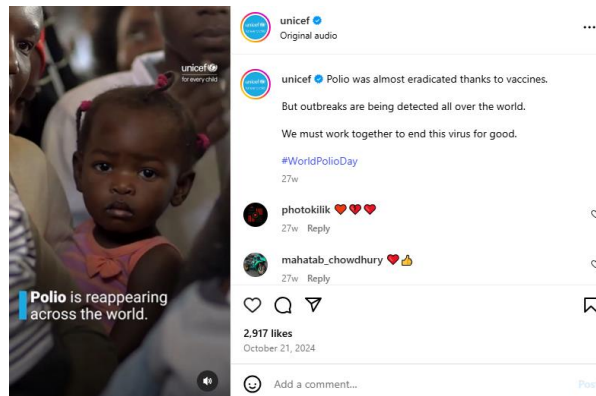 unicef
for every child
Polio is reappearing
across the world.
unicef
Original audio
unicef Polio was almost eradicated thanks to vaccines.
But outbreaks are being detected all over the world.
We must work together to end this virus for good.
#WorldPolioDay
27w
photokilik ❤️❤️❤️
27w Reply
mahatab_chowdhury ❤️👍
27w Reply
2,917 likes
October 21, 2024
Add a comment...